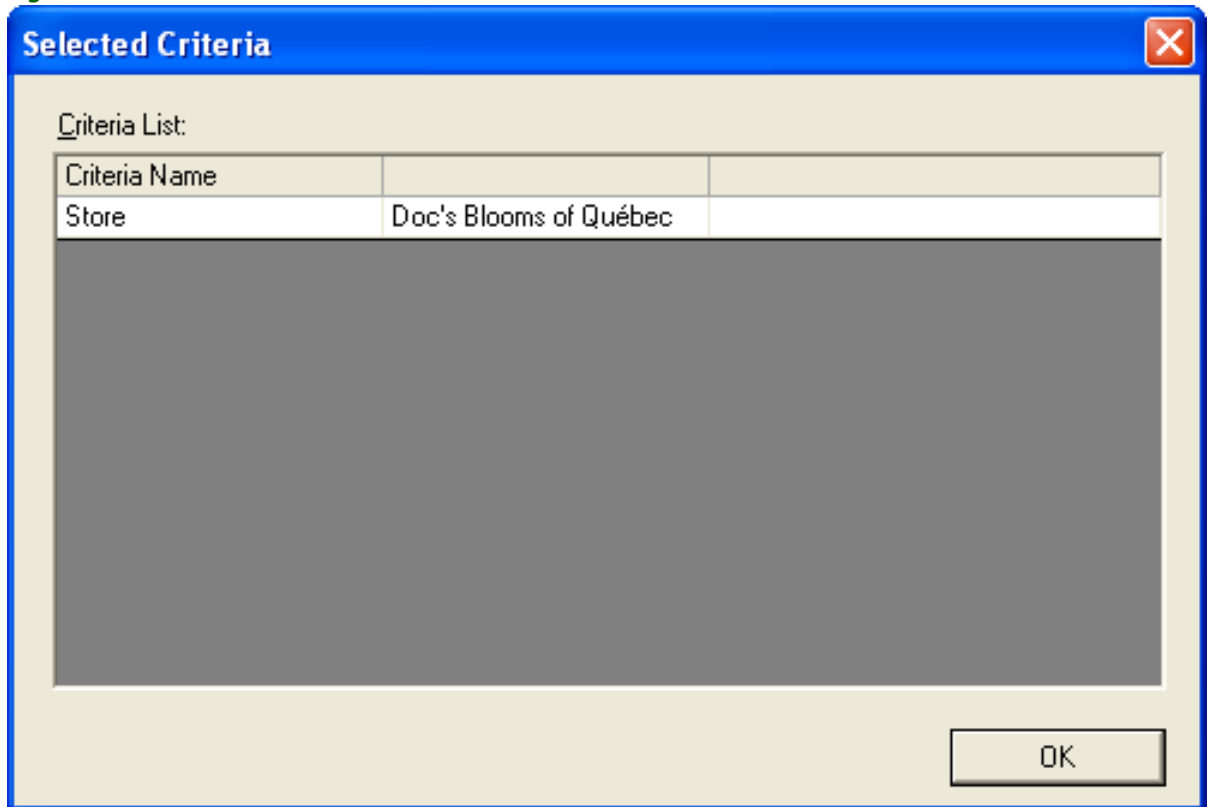 Selected Criteria
Criteria List:
Criteria Name
Store Doc's Blooms of Québec
OK